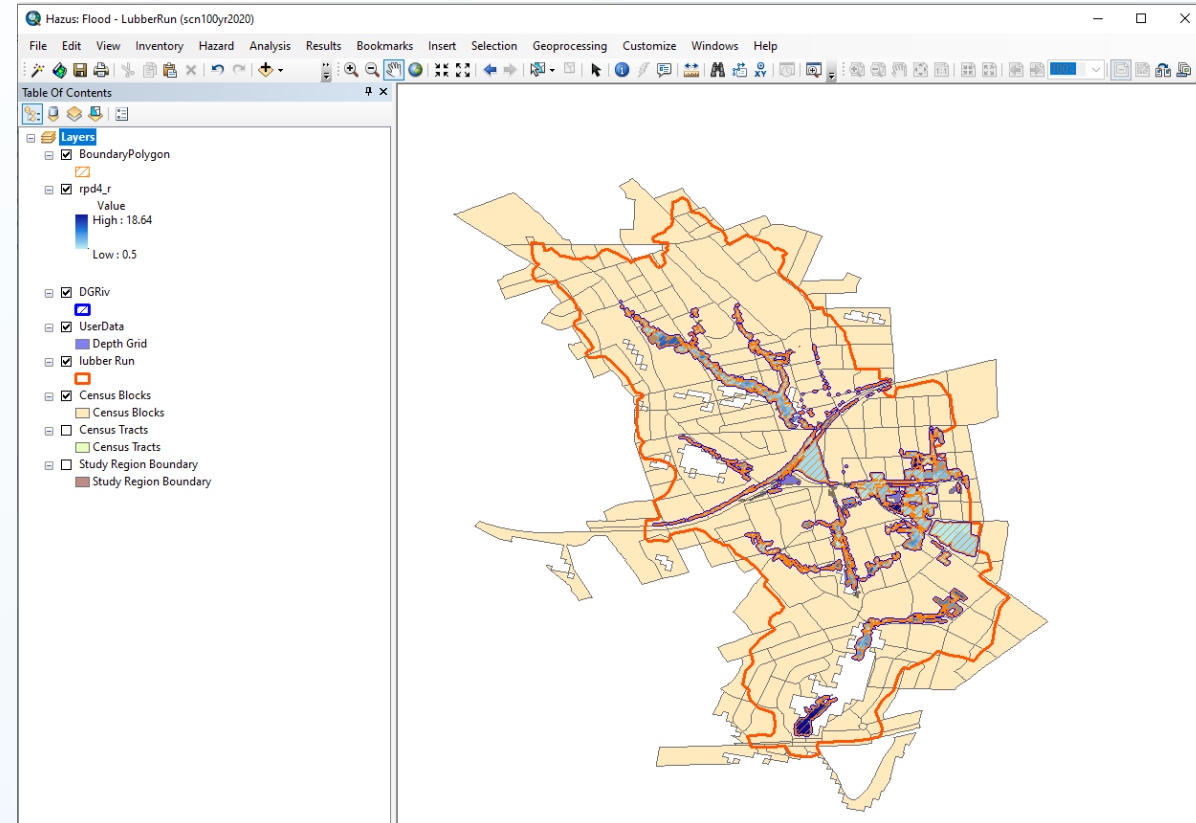 Hazus: Flood - LubberRun (scn100yr2020)
File Edit View Inventory Hazard Analysis Results Bookmarks Insert Selection Geoprocessing Customize Windows Help
Table Of Contents
Layers
BoundaryPolygon
rpd4_r
Value
High : 18.64
Low : 0.5
DGRiv
UserData
Depth Grid
lubber Run
Census Blocks
Census Blocks
Census Tracts
Census Tracts
Study Region Boundary
Study Region Boundary